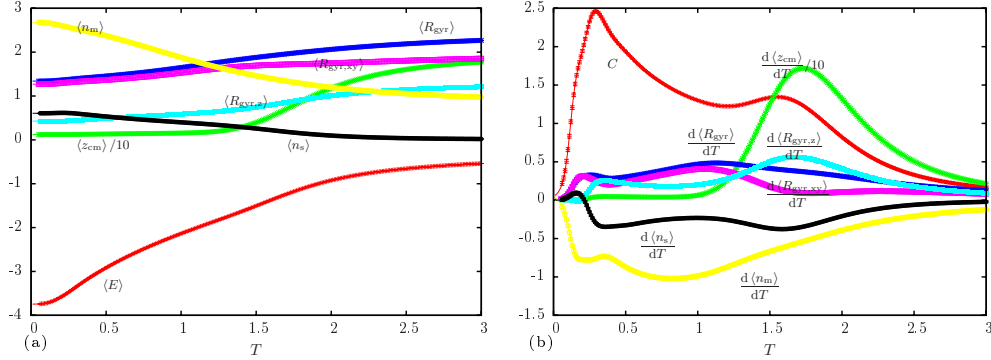 3
2
1
0
-1
-2
-3
-4
⟨n_m⟩
⟨R_gyr⟩
⟨R_gyr,xy⟩
⟨R_gyr,z⟩
⟨z_cm⟩ /10
⟨n_s⟩
⟨E⟩
0 0.5 1 1.5 2 2.5 3
(a)
T
2.5
2
1.5
1
0.5
0
-0.5
-1
-1.5
C
d ⟨z_cm⟩/dT /10
d ⟨R_gyr⟩/dT
d ⟨R_gyr,z⟩/dT
d ⟨R_gyr,xy⟩/dT
d ⟨n_s⟩/dT
d ⟨n_m⟩/dT
0 0.5 1 1.5 2 2.5 3
(b)
T